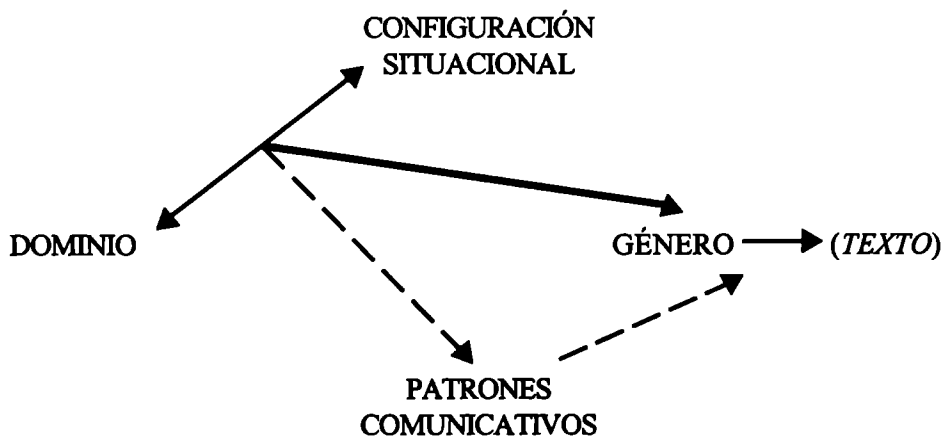 CONFIGURACIÓN
SITUACIONAL
DOMINIO
GÉNERO
(TEXTO)
PATRONES
COMUNICATIVOS